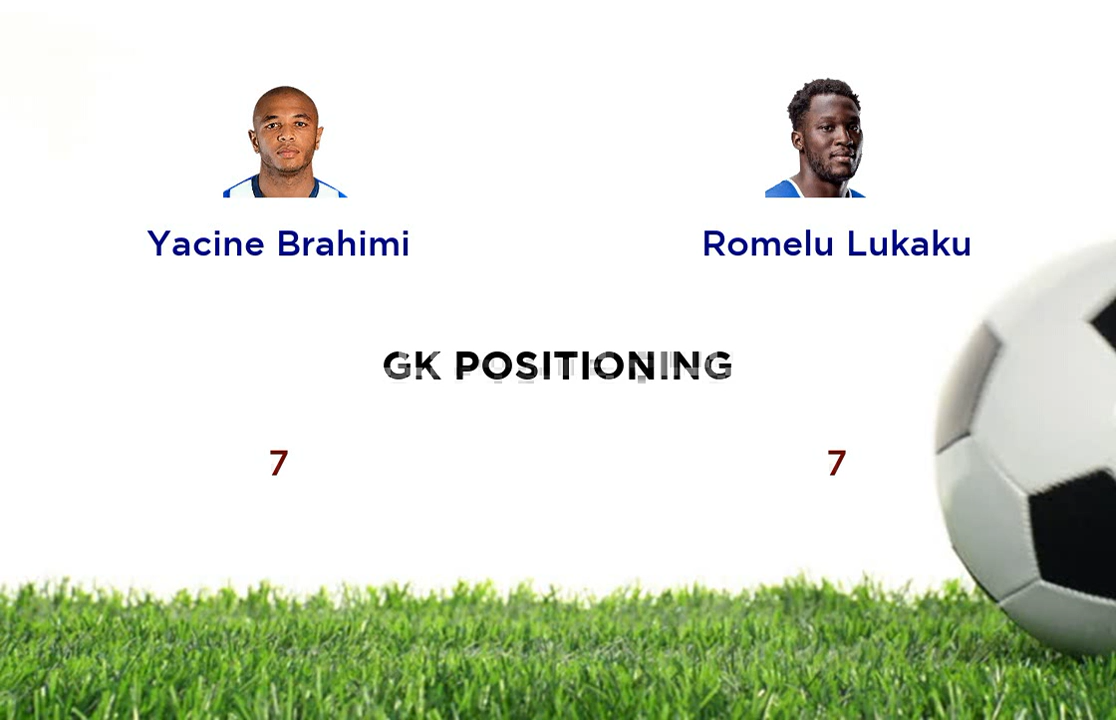 Yacine Brahimi
Romelu Lukaku
GK POSITIONING
7
7